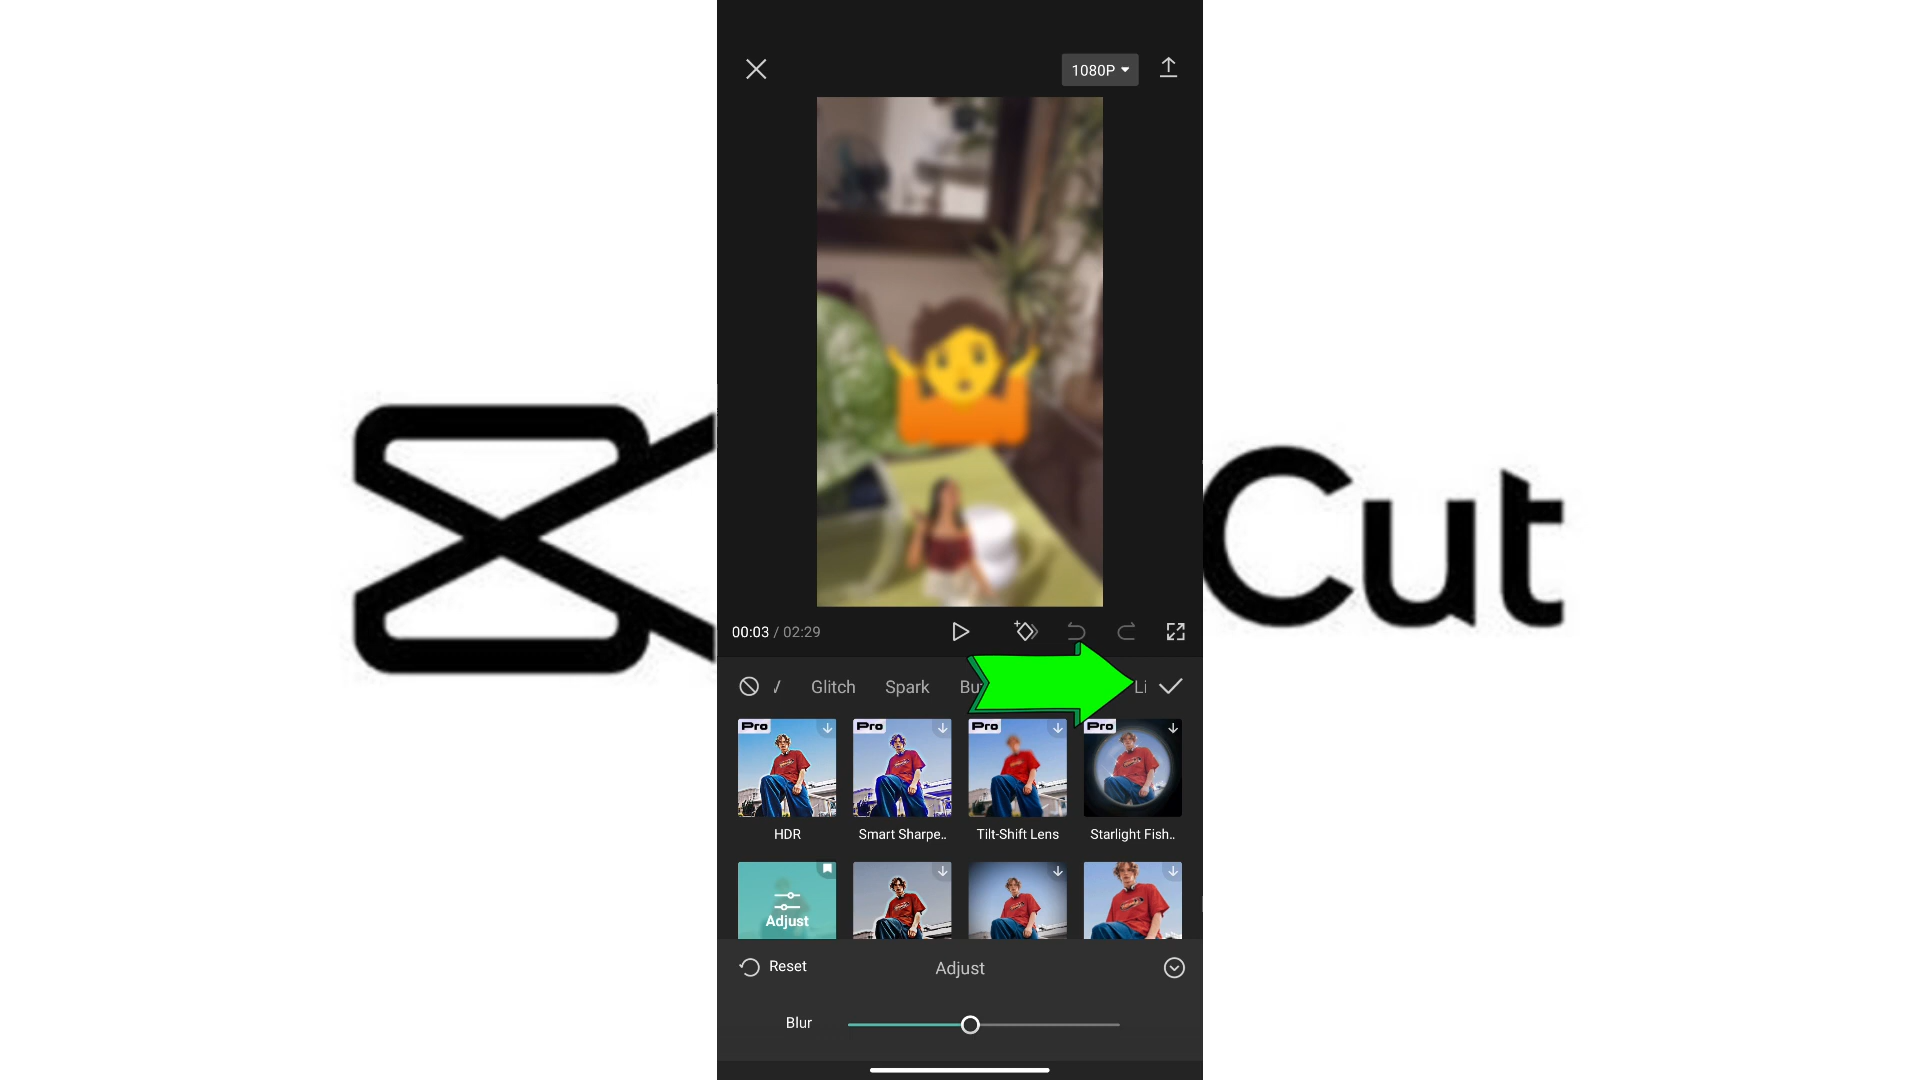 1080P
Cut
00:03 / 02:29
Glitch Spark Li
Pro Pro Pro Pro
HDR Smart Sharpe.. Tilt-Shift Lens Starlight Fish..
Adjust
Reset Adjust
Blur